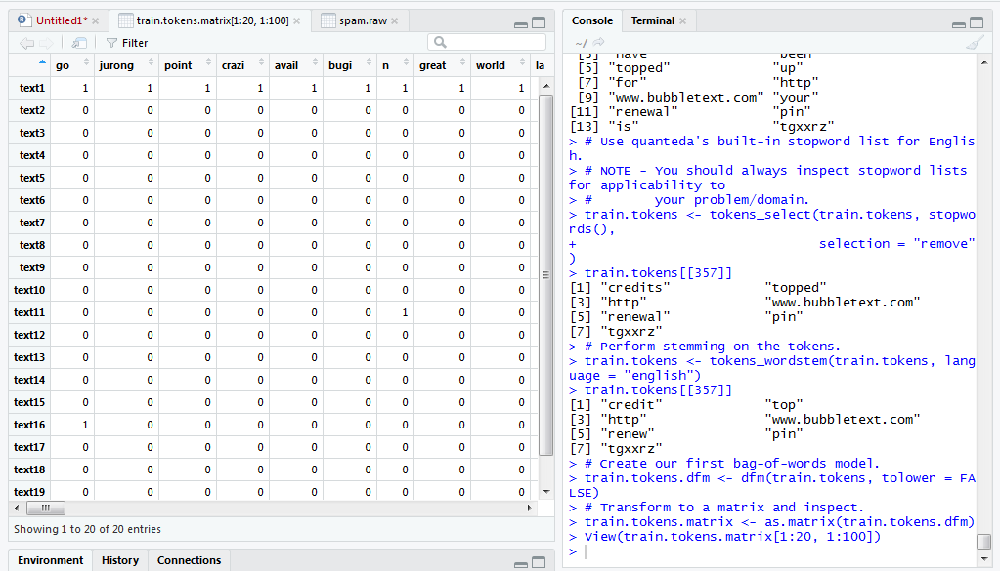 Untitled1* train.tokens.matrix[1:20, 1:100] spam.raw
Filter
go jurong point crazi avail bugi n great world la
text1 1 1 1 1 1 1 1 1 1
text2 0 0 0 0 0 0 0 0 0
text3 0 0 0 0 0 0 0 0 0
text4 0 0 0 0 0 0 0 0 0
text5 0 0 0 0 0 0 0 0 0
text6 0 0 0 0 0 0 0 0 0
text7 0 0 0 0 0 0 0 0 0
text8 0 0 0 0 0 0 0 0 0
text9 0 0 0 0 0 0 0 0 0
text10 0 0 0 0 0 0 0 0 0
text11 0 0 0 0 0 0 1 0 0
text12 0 0 0 0 0 0 0 0 0
text13 0 0 0 0 0 0 0 0 0
text14 0 0 0 0 0 0 0 0 0
text15 0 0 0 0 0 0 0 0 0
text16 1 0 0 0 0 0 0 0 0
text17 0 0 0 0 0 0 0 0 0
text18 0 0 0 0 0 0 0 0 0
text19 0 0 0 0 0 0 0 0 0
Showing 1 to 20 of 20 entries
Environment History Connections
Console Terminal
~/
[3] "have" "been"
[5] "topped" "up"
[7] "for" "http"
[9] "www.bubbletext.com" "your"
[11] "renewal" "pin"
[13] "is" "tgxxrz"
> # Use quanteda's built-in stopword list for Englis
h.
> # NOTE - You should always inspect stopword lists
for applicability to
> # your problem/domain.
> train.tokens <- tokens_select(train.tokens, stopwo
rds(),
+ selection = "remove"
)
> train.tokens[[357]]
[1] "credits" "topped"
[3] "http" "www.bubbletext.com"
[5] "renewal" "pin"
[7] "tgxxrz"
> # Perform stemming on the tokens.
> train.tokens <- tokens_wordstem(train.tokens, lang
uage = "english")
> train.tokens[[357]]
[1] "credit" "top"
[3] "http" "www.bubbletext.com"
[5] "renew" "pin"
[7] "tgxxrz"
> # Create our first bag-of-words model.
> train.tokens.dfm <- dfm(train.tokens, tolower = FA
LSE)
> # Transform to a matrix and inspect.
> train.tokens.matrix <- as.matrix(train.tokens.dfm)
> View(train.tokens.matrix[1:20, 1:100])
>